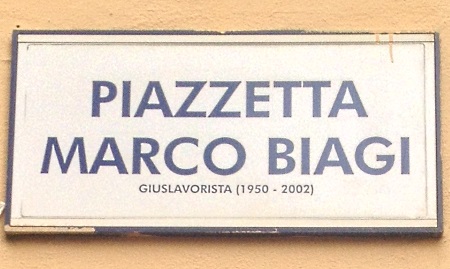 PIAZZETTA
MARCO BIAGI
GIUSLAVORISTA (1950 - 2002)